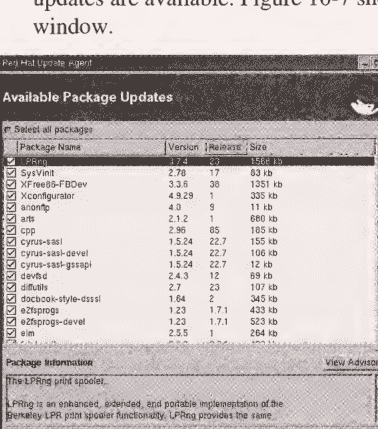 updates are available. Figure 16-7 sho
window.
Red Hat Update Agent
Available Package Updates
Select all packages
Package Name Version Release Size
LPRng 3.7.4 23 1568 kb
SysVinit 2.78 17 83 kb
XFree86-FBDev 3.3.6 38 1351 kb
Xconfigurator 4.9.29 1 335 kb
anonftp 4.0 9 11 kb
arts 2.1.2 1 680 kb
cpp 2.96 85 185 kb
cyrus-sasl 1.5.24 22.7 155 kb
cyrus-sasl-devel 1.5.24 22.7 106 kb
cyrus-sasl-gssapi 1.5.24 22.7 12 kb
devfsd 2.4.3 12 69 kb
diffutils 2.7 23 107 kb
docbook-style-dsssl 1.64 2 345 kb
e2fsprogs 1.23 1.7.1 433 kb
e2fsprogs-devel 1.23 1.7.1 523 kb
elm 2.5.5 1 264 kb
Package Information View Advisor
The LPRng print spooler.
LPRng is an enhanced, extended, and portable implementation of the
Berkeley LPR print spooler functionality. LPRng provides the same